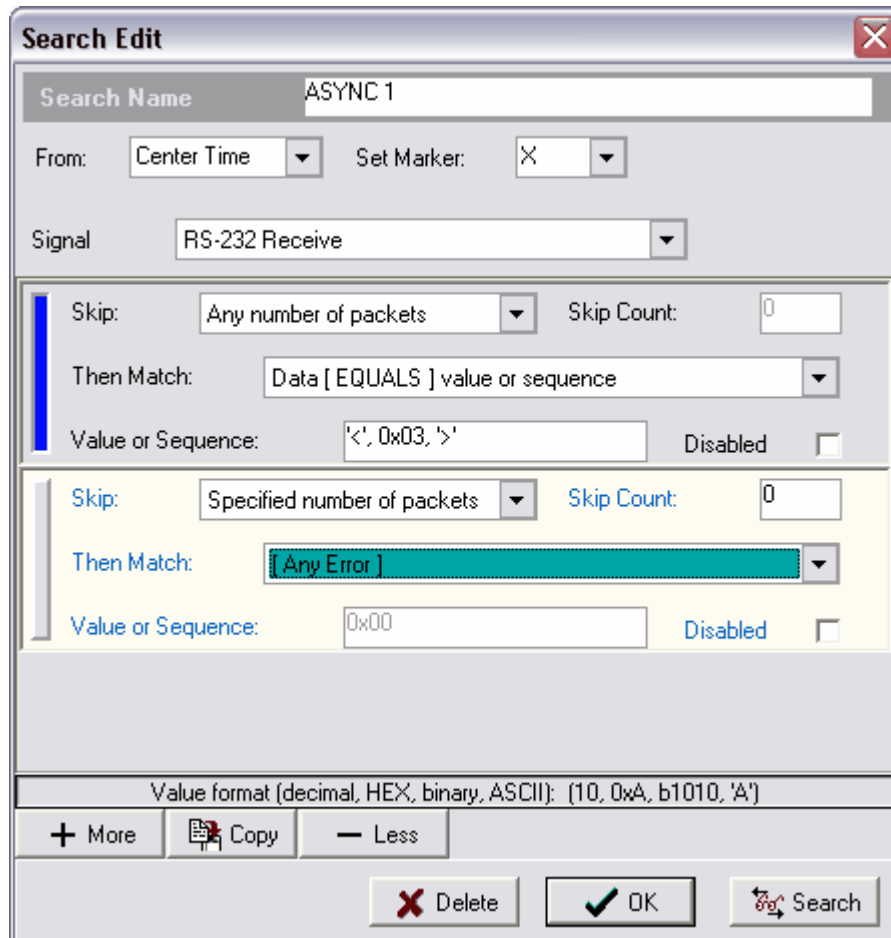 Search Edit
Search Name ASYNC 1
From: Center Time Set Marker: X
Signal RS-232 Receive
Skip: Any number of packets Skip Count: 0
Then Match: Data [ EQUALS ] value or sequence
Value or Sequence: '<', 0x03, '>' Disabled
Skip: Specified number of packets Skip Count: 0
Then Match: [ Any Error ]
Value or Sequence: 0x00 Disabled
Value format (decimal, HEX, binary, ASCII): (10, 0xA, b1010, 'A')
+ More Copy − Less
Delete OK Search